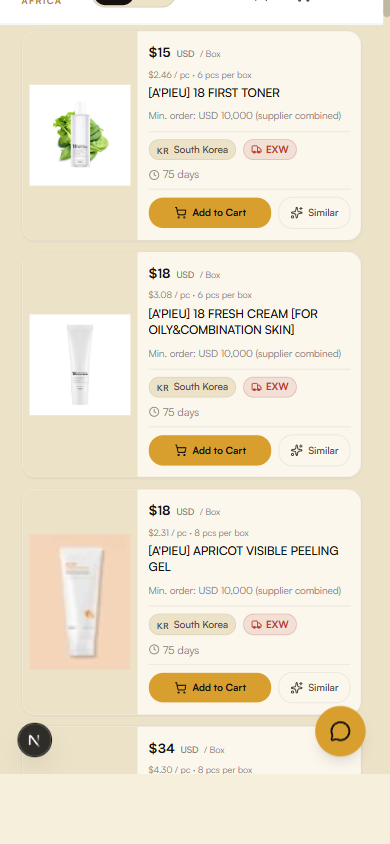 AFRICA
$15 USD / Box
$2.46 / pc · 6 pcs per box
[A'PIEU] 18 FIRST TONER
Min. order: USD 10,000 (supplier combined)
KR South Korea EXW
75 days
Add to Cart Similar
$18 USD / Box
$3.08 / pc · 6 pcs per box
[A'PIEU] 18 FRESH CREAM [FOR
OILY&COMBINATION SKIN]
Min. order: USD 10,000 (supplier combined)
KR South Korea EXW
75 days
Add to Cart Similar
$18 USD / Box
$2.31 / pc · 8 pcs per box
[A'PIEU] APRICOT VISIBLE PEELING
GEL
Min. order: USD 10,000 (supplier combined)
KR South Korea EXW
75 days
Add to Cart Similar
N
$34 USD / Box
$4.30 / pc · 8 pcs per box